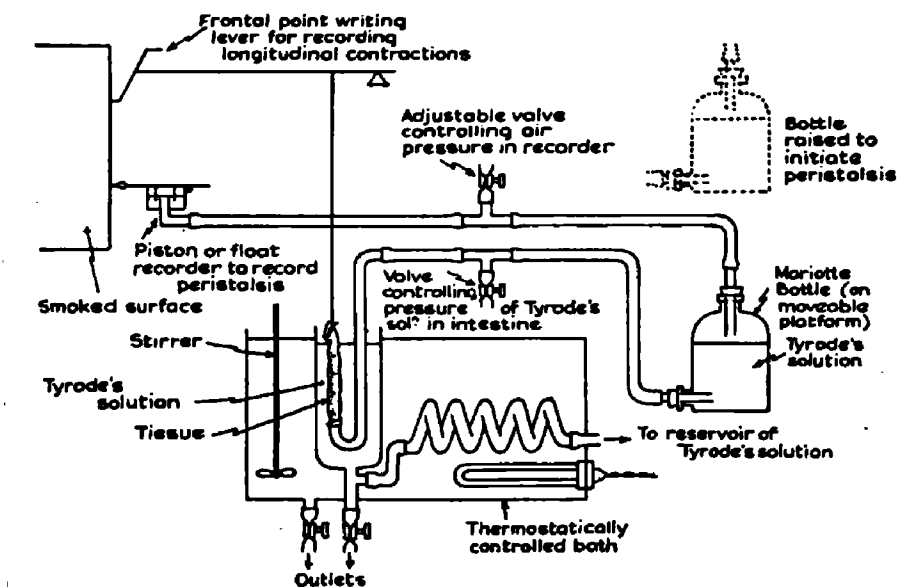 Frontal point writing
lever for recording
longitudinal contractions
Adjustable valve
controlling air
pressure in recorder
Bottle
raised to
initiate
peristalsis
Piston or float
recorder to record
peristalsis
Smoked surface
Valve
controlling
pressure of Tyrode's
solⁿ in intestine
Mariotte
Bottle (on
moveable
platform)
Tyrode's
solution
Stirrer
Tyrode's
solution
Tissue
To reservoir of
Tyrode's solution
Thermostatically
controlled bath
Outlets